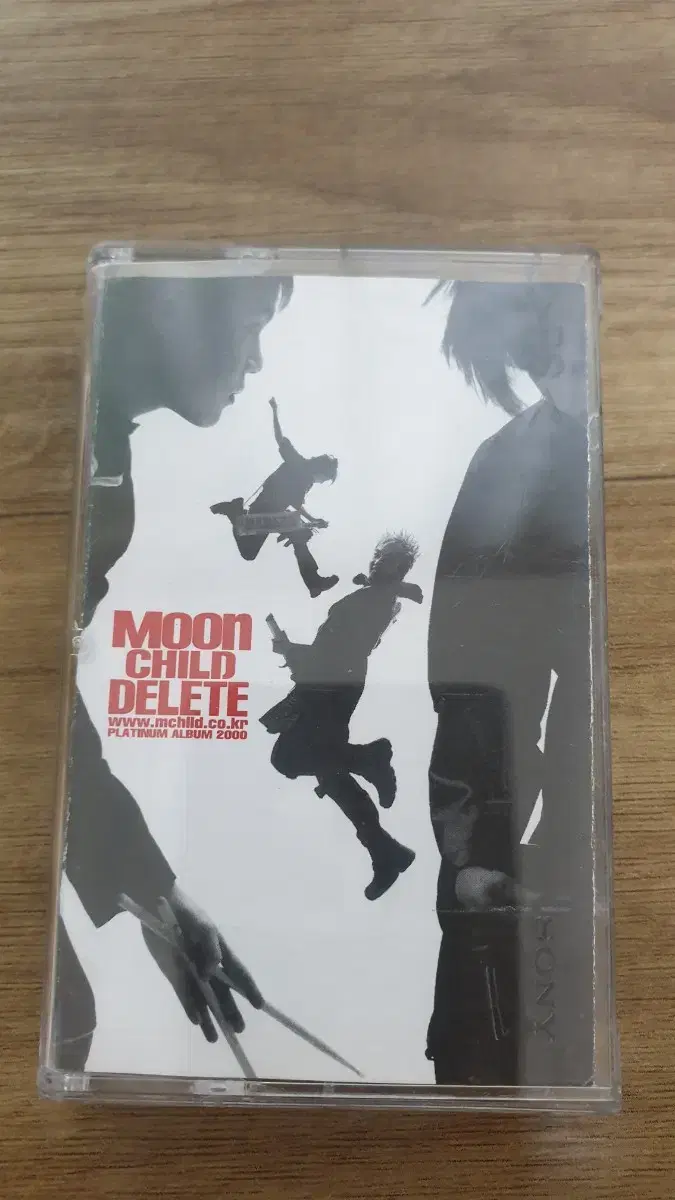 MOON
CHILD
DELETE
www.mchild.co.kr
PLATINUM ALBUM 2000
SONY